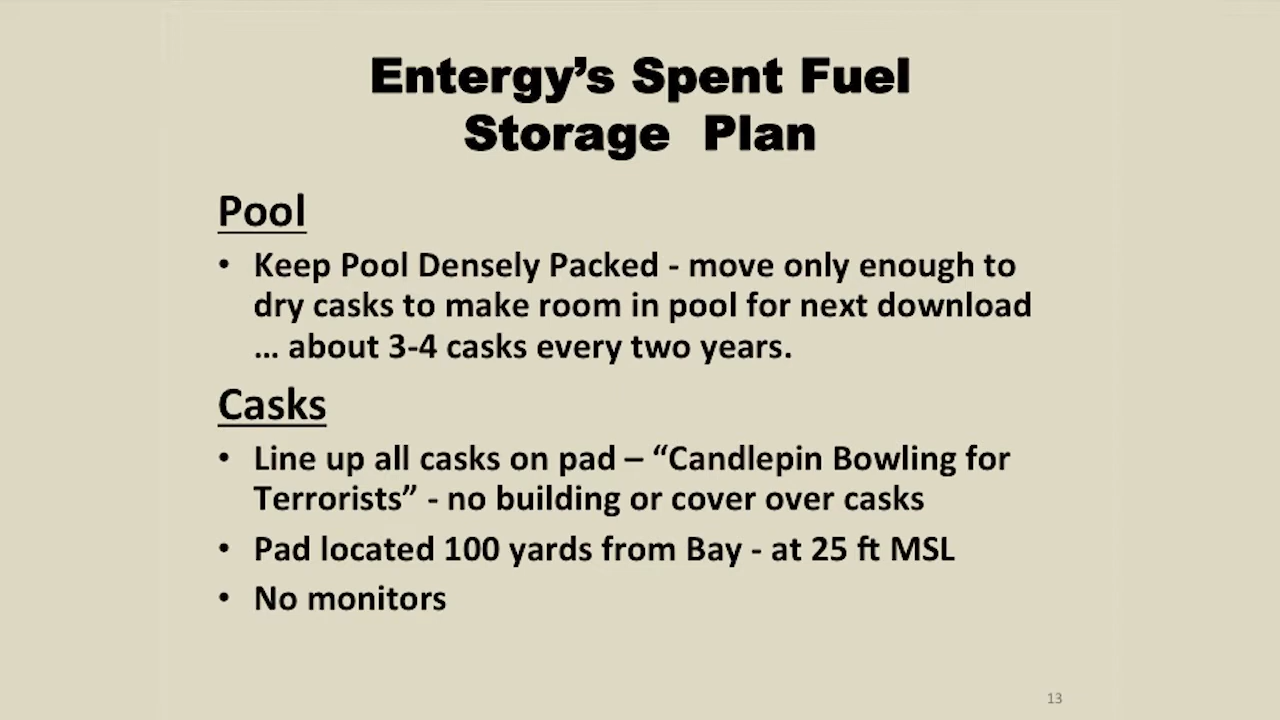 Entergy’s Spent Fuel
Storage Plan
Pool
• Keep Pool Densely Packed - move only enough to
dry casks to make room in pool for next download
... about 3-4 casks every two years.
Casks
• Line up all casks on pad – “Candlepin Bowling for
Terrorists” - no building or cover over casks
• Pad located 100 yards from Bay - at 25 ft MSL
• No monitors
13